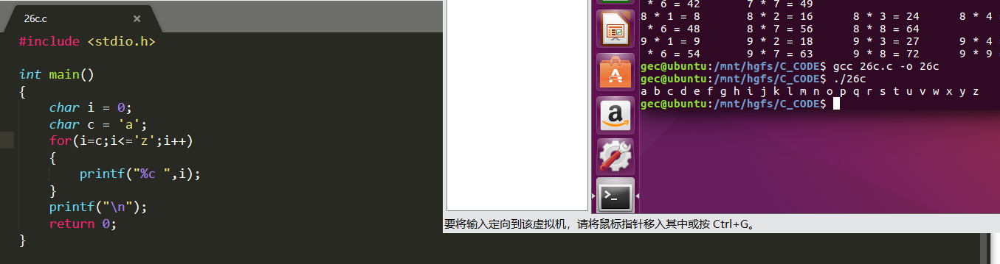 26c.c ×
#include <stdio.h>
int main()
{
    char i = 0;
    char c = 'a';
    for(i=c;i<='z';i++)
    {
        printf("%c ",i);
    }
    printf("\n");
    return 0;
}
* 6 = 42 7 * 7 = 49
8 * 1 = 8 8 * 2 = 16 8 * 3 = 24 8 * 4
* 6 = 48 8 * 7 = 56 8 * 8 = 64
9 * 1 = 9 9 * 2 = 18 9 * 3 = 27 9 * 4
* 6 = 54 9 * 7 = 63 9 * 8 = 72 9 * 9
gec@ubuntu:/mnt/hgfs/C_CODE$ gcc 26c.c -o 26c
gec@ubuntu:/mnt/hgfs/C_CODE$ ./26c
a b c d e f g h i j k l m n o p q r s t u v w x y z
gec@ubuntu:/mnt/hgfs/C_CODE$
要将输入定向到该虚拟机，请将鼠标指针移入其中或按 Ctrl+G。